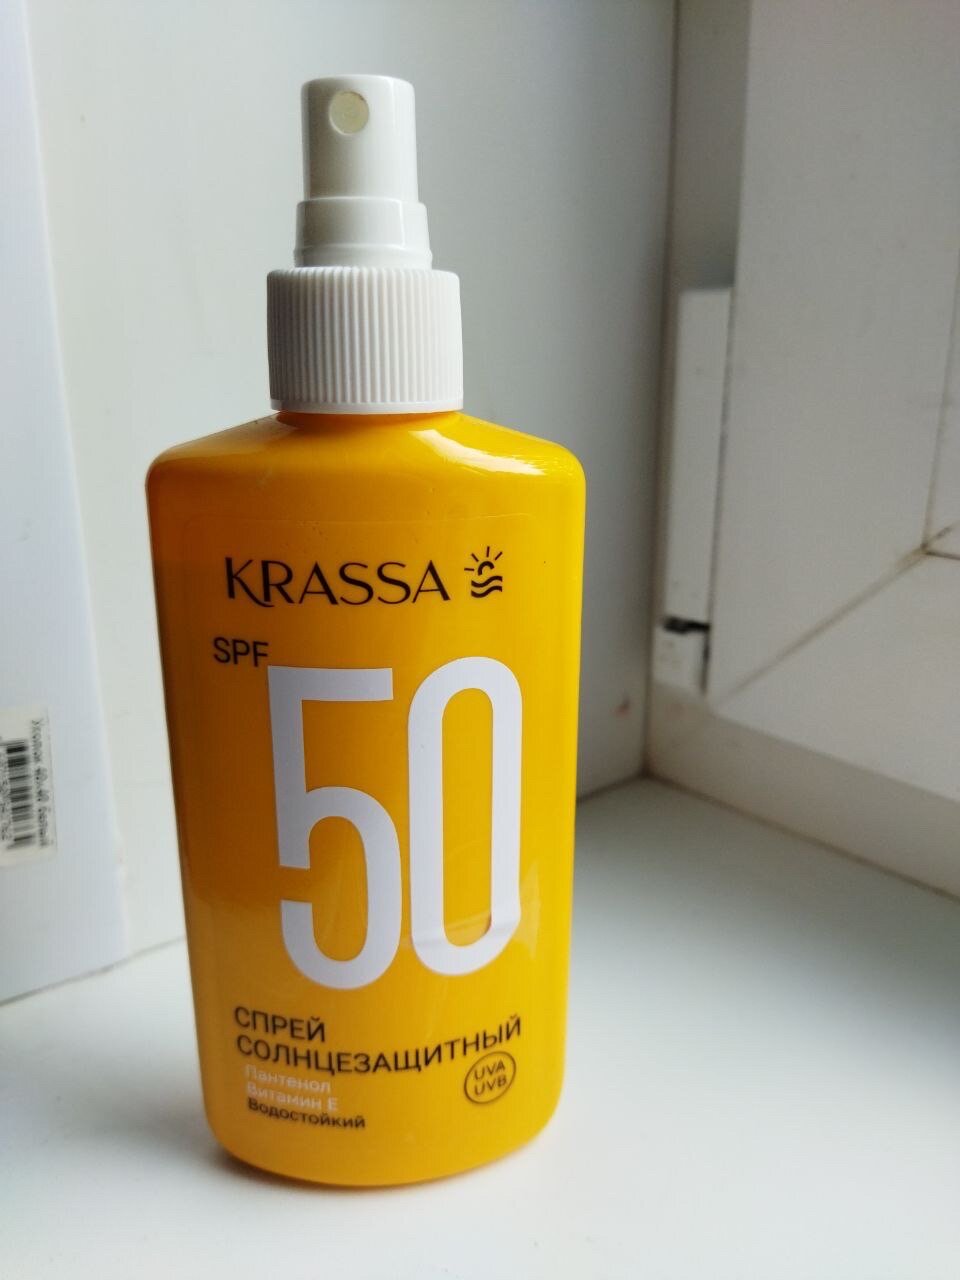 KRASSA
SPF
50
СПРЕЙ
СОЛНЦЕЗАЩИТНЫЙ
Пантенол
Витамин Е
Водостойкий
UVA
UVB